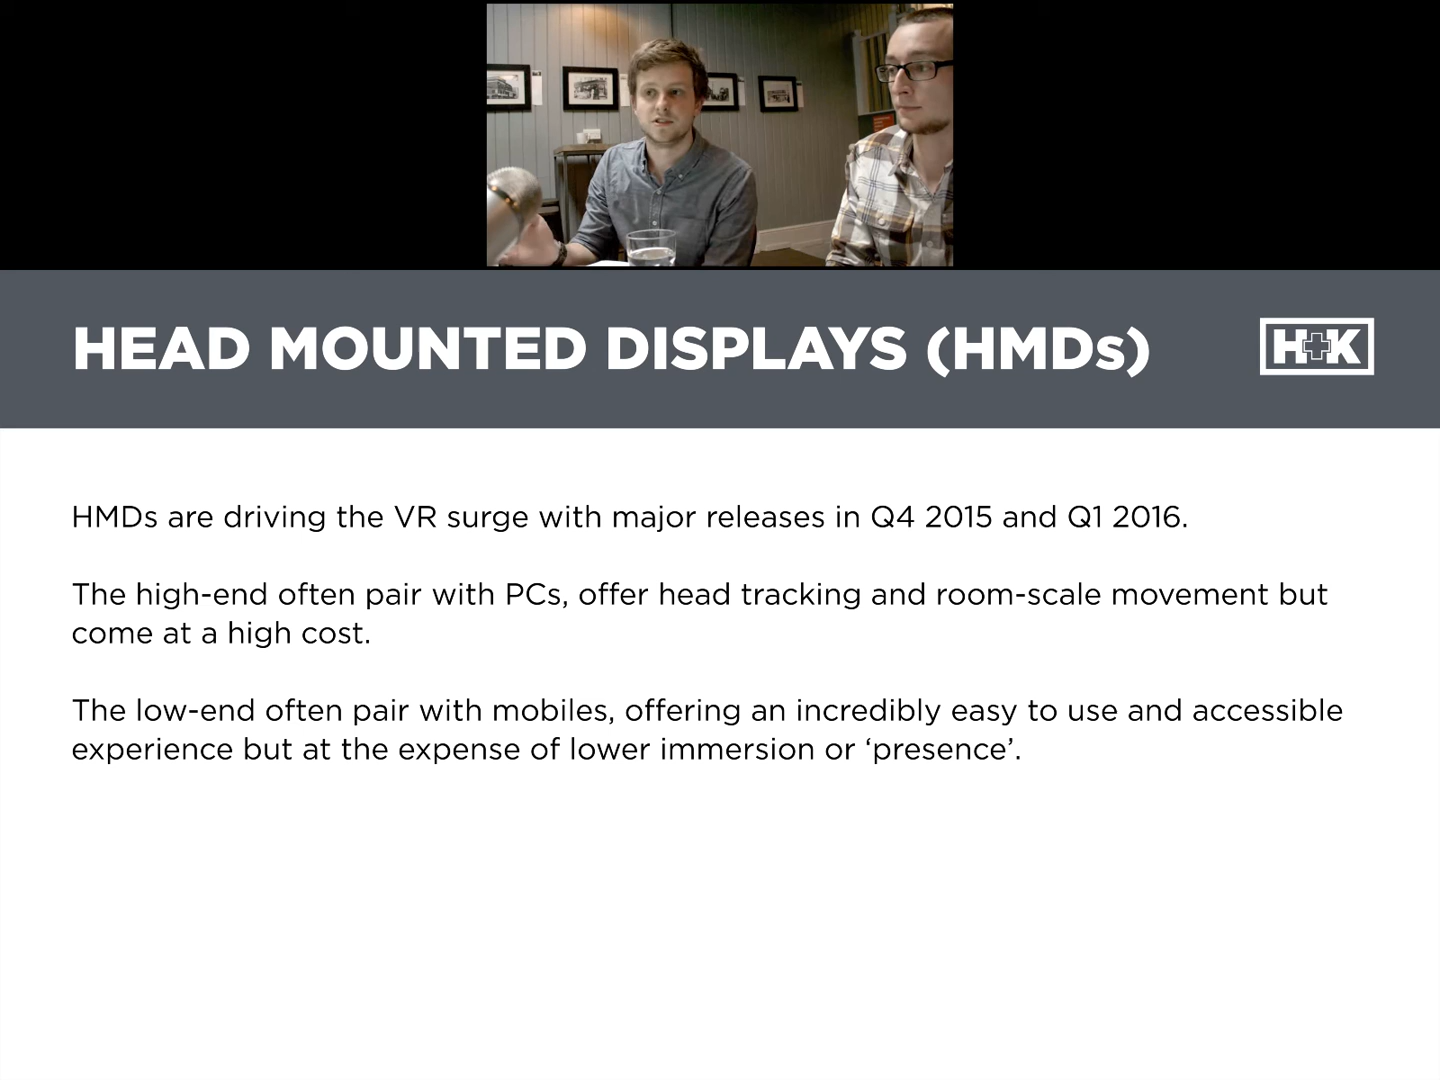 HEAD MOUNTED DISPLAYS (HMDs)
H+K
HMDs are driving the VR surge with major releases in Q4 2015 and Q1 2016.
The high-end often pair with PCs, offer head tracking and room-scale movement but
come at a high cost.
The low-end often pair with mobiles, offering an incredibly easy to use and accessible
experience but at the expense of lower immersion or ‘presence’.